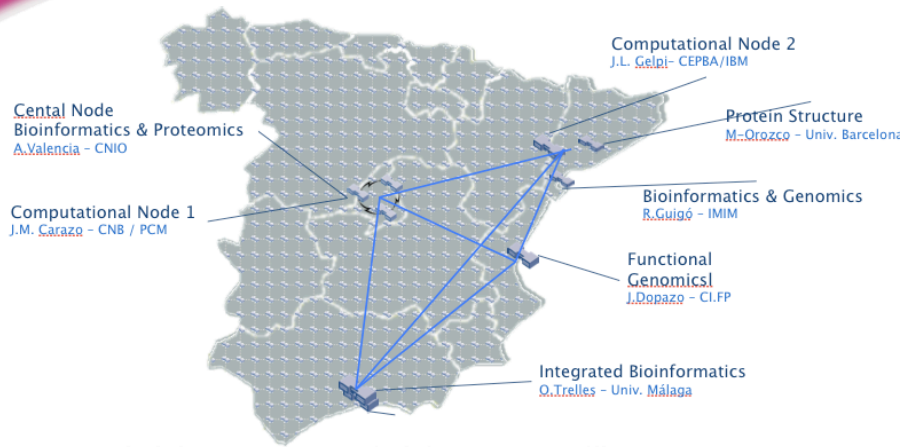 Computational Node 2
J.L. Gelpi- CEPBA/IBM
Cental Node
Bioinformatics & Proteomics
A.Valencia - CNIO
Protein Structure
M-Orozco - Univ. Barcelona
Computational Node 1
J.M. Carazo - CNB / PCM
Bioinformatics & Genomics
R.Guigó - IMIM
Functional
Genomicsl
J.Dopazo - CI.FP
Integrated Bioinformatics
O.Trelles - Univ. Málaga